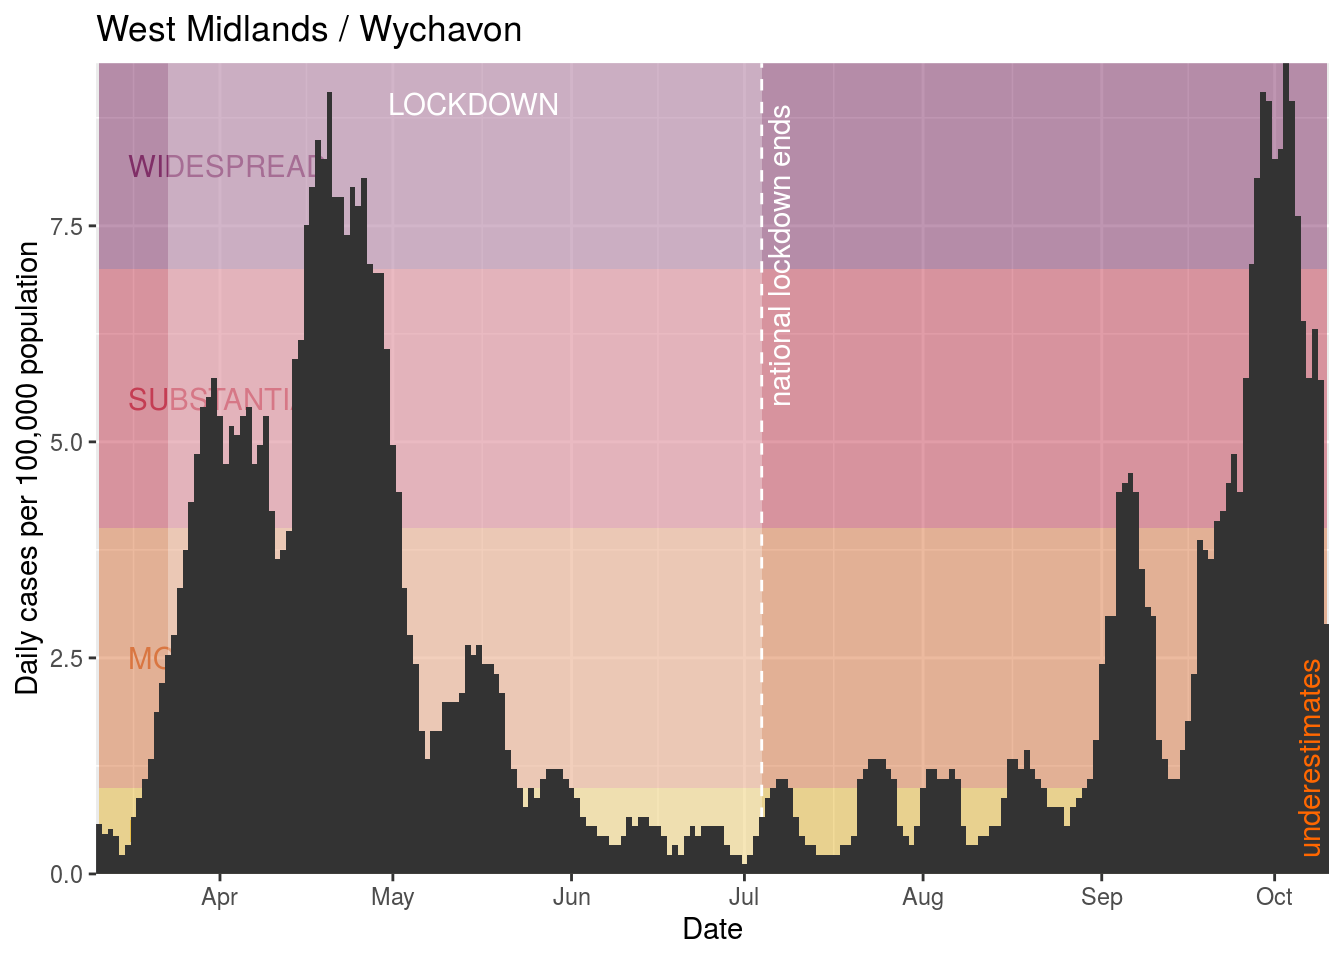 West Midlands / Wychavon
LOCKDOWN
WIDESPREAD
national lockdown ends
SUBSTANTI
MO
underestimates
Daily cases per 100,000 population
7.5
5.0
2.5
0.0
Apr
May
Jun
Jul
Aug
Sep
Oct
Date